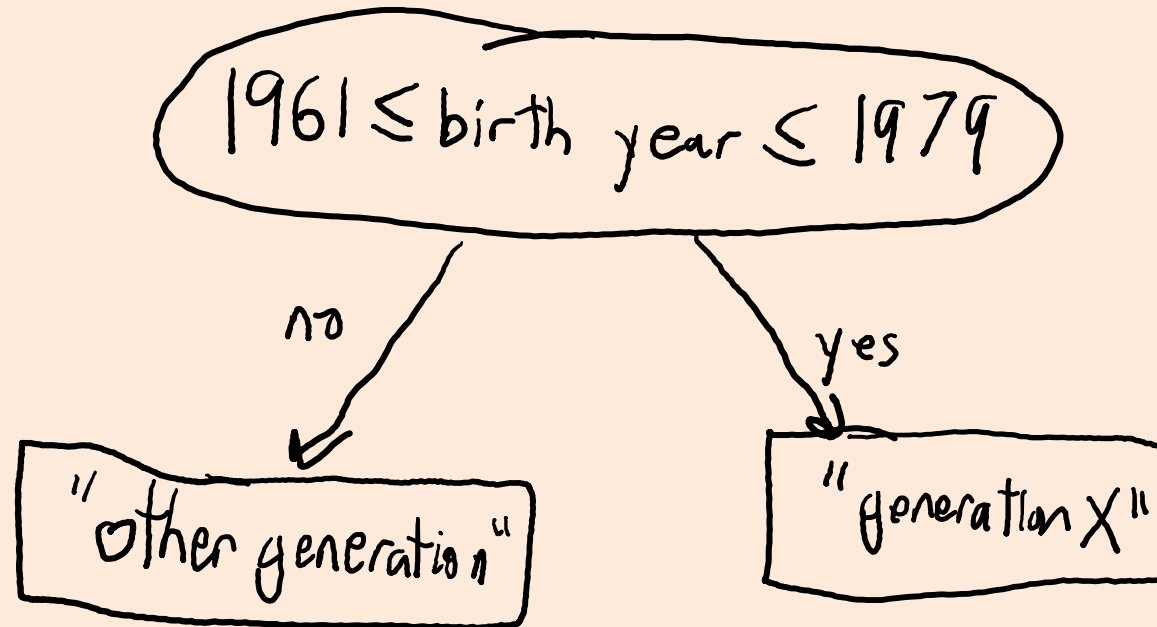 1961 ≤ birth year ≤ 1979
no
yes
"other generation"
"generation X"